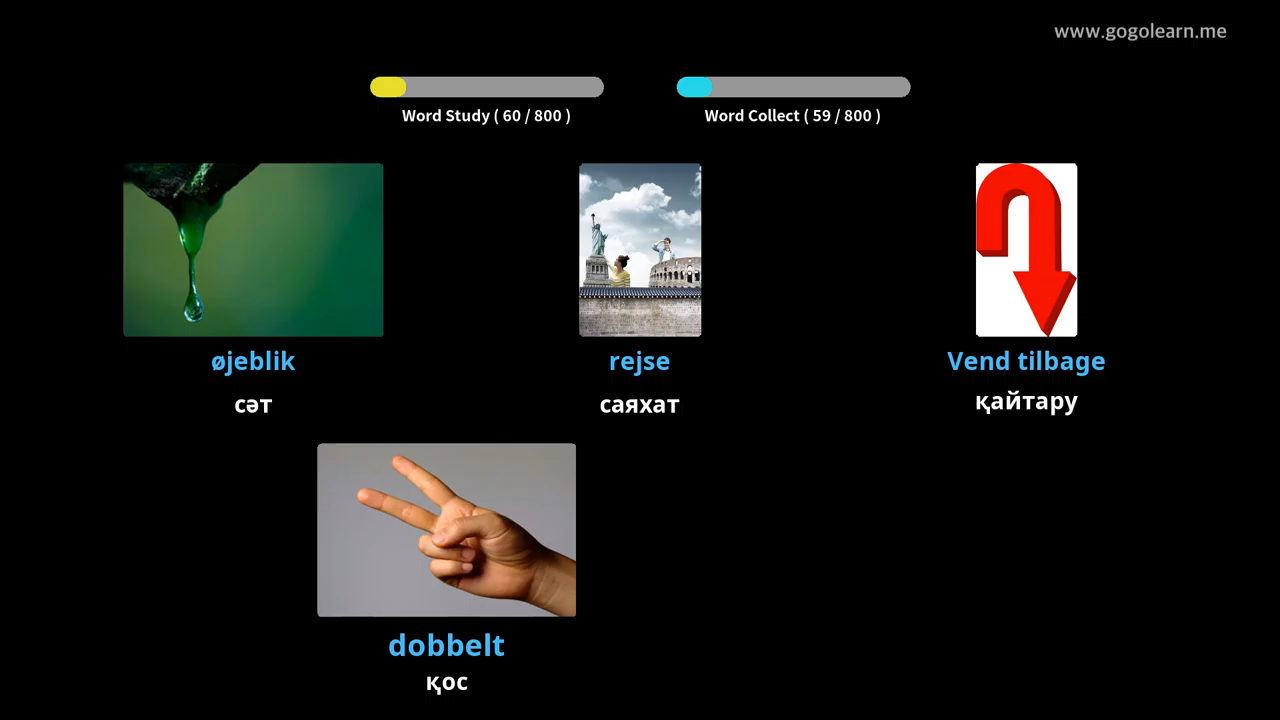 www.gogolearn.me
Word Study ( 60 / 800 )
Word Collect ( 59 / 800 )
øjeblik
rejse
Vend tilbage
сәт
саяхат
қайтару
dobbelt
қос